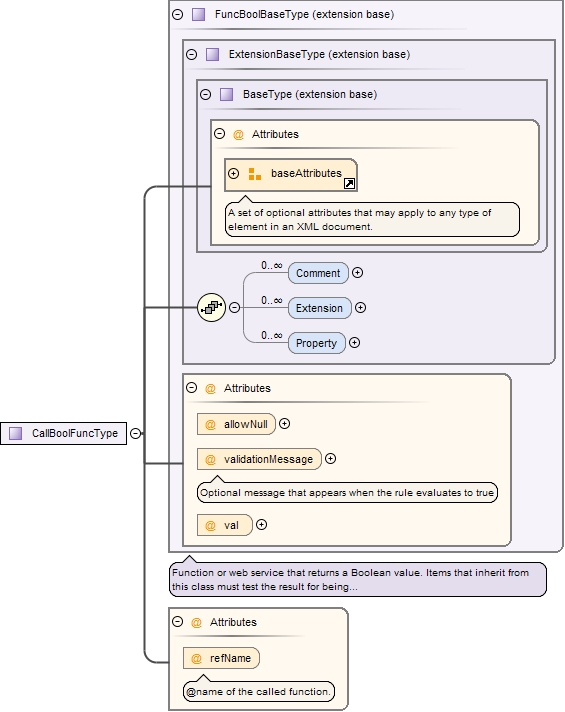 FuncBoolBaseType (extension base)
ExtensionBaseType (extension base)
BaseType (extension base)
@ Attributes
baseAttributes
A set of optional attributes that may apply to any type of
element in an XML document.
0..∞
Comment
0..∞
Extension
0..∞
Property
@ Attributes
@ allowNull
CallBoolFuncType
@ validationMessage
Optional message that appears when the rule evaluates to true
@ val
Function or web service that returns a Boolean value. Items that inherit from
this class must test the result for being...
@ Attributes
@ refName
@name of the called function.